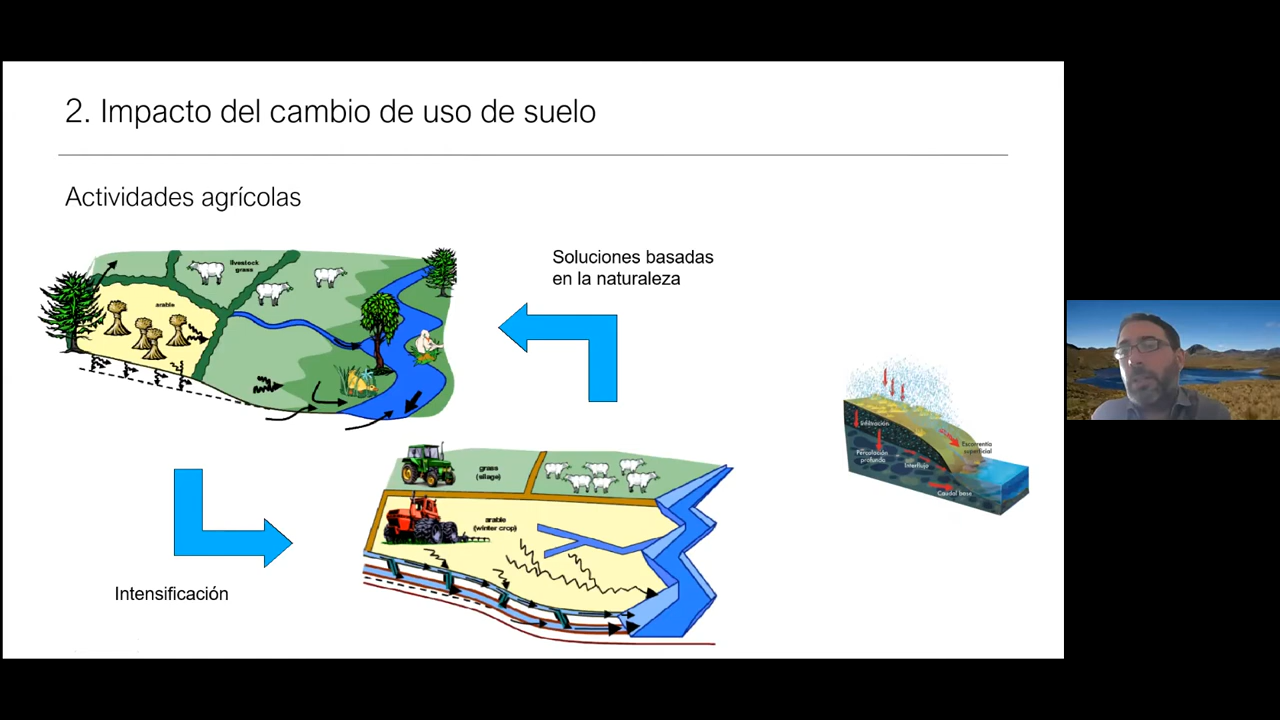 2. Impacto del cambio de uso de suelo
Actividades agrícolas
livestock
grass
arable
Soluciones basadas
en la naturaleza
Intensificación
grass
(silage)
arable
(winter crop)
Infiltración
Percolación
profunda
Interflujo
Escorrentía
superficial
Caudal base